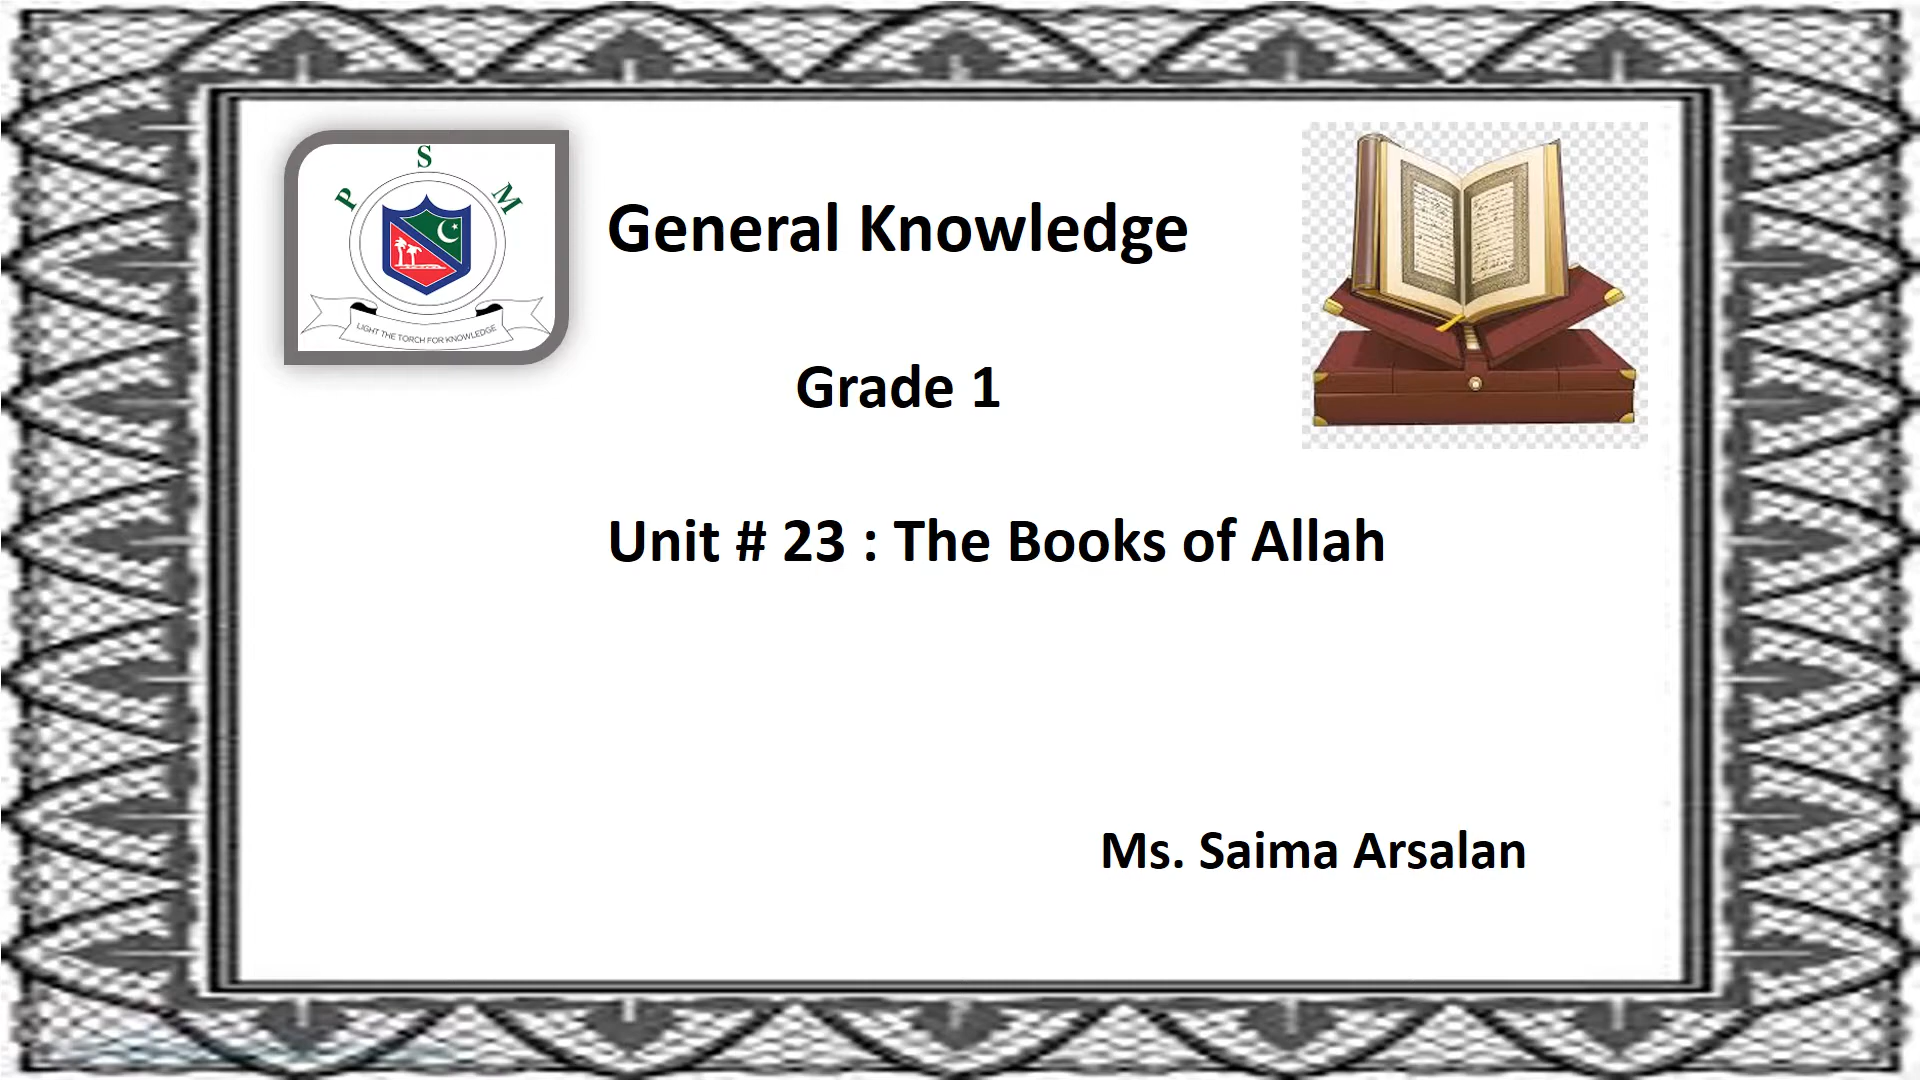 P S M
LIGHT THE TORCH FOR KNOWLEDGE
General Knowledge
Grade 1
Unit # 23 : The Books of Allah
Ms. Saima Arsalan